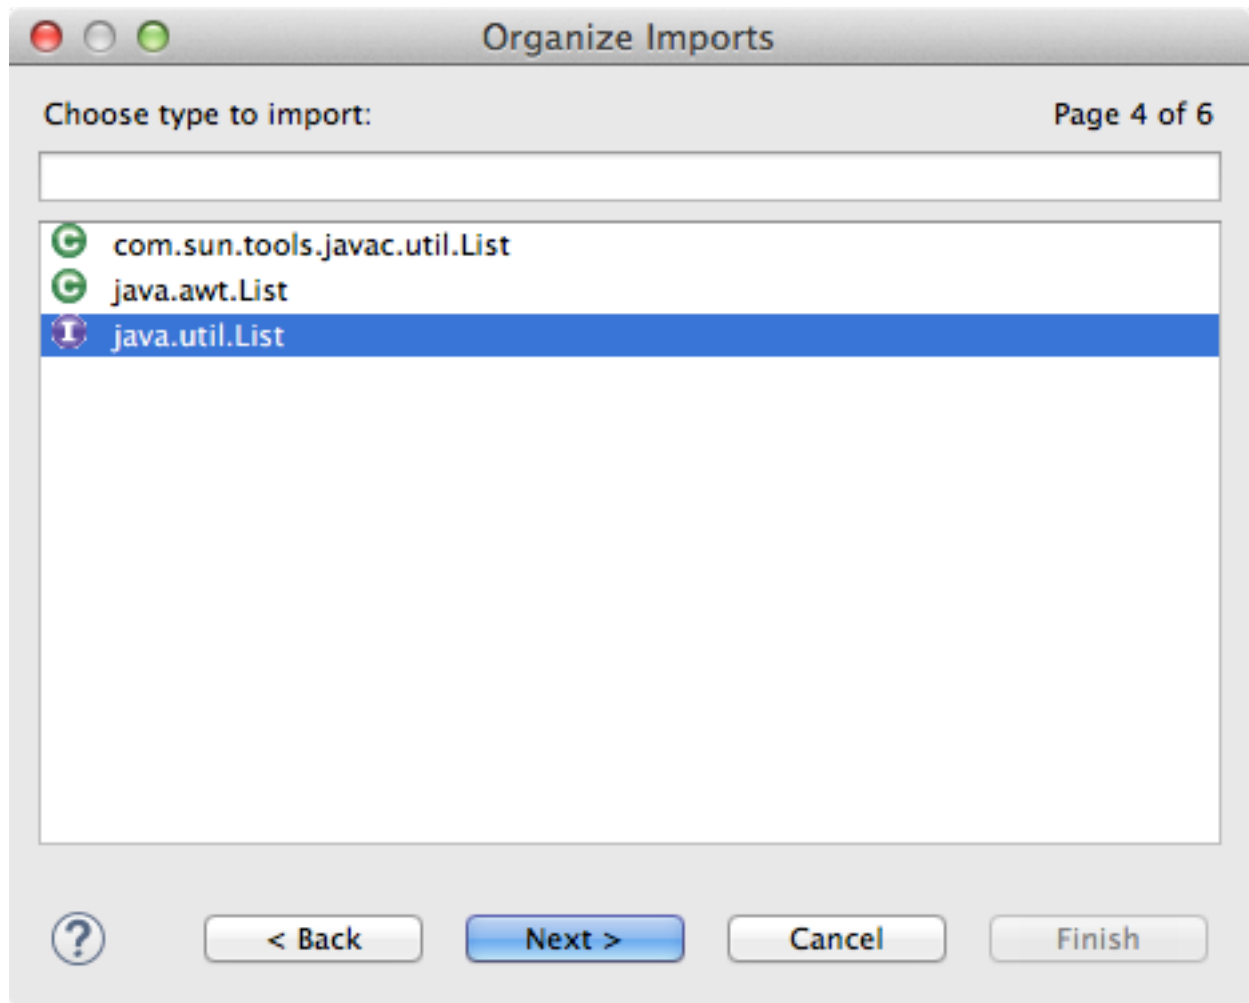 Organize Imports
Choose type to import: Page 4 of 6
C com.sun.tools.javac.util.List
C java.awt.List
I java.util.List
? < Back Next > Cancel Finish